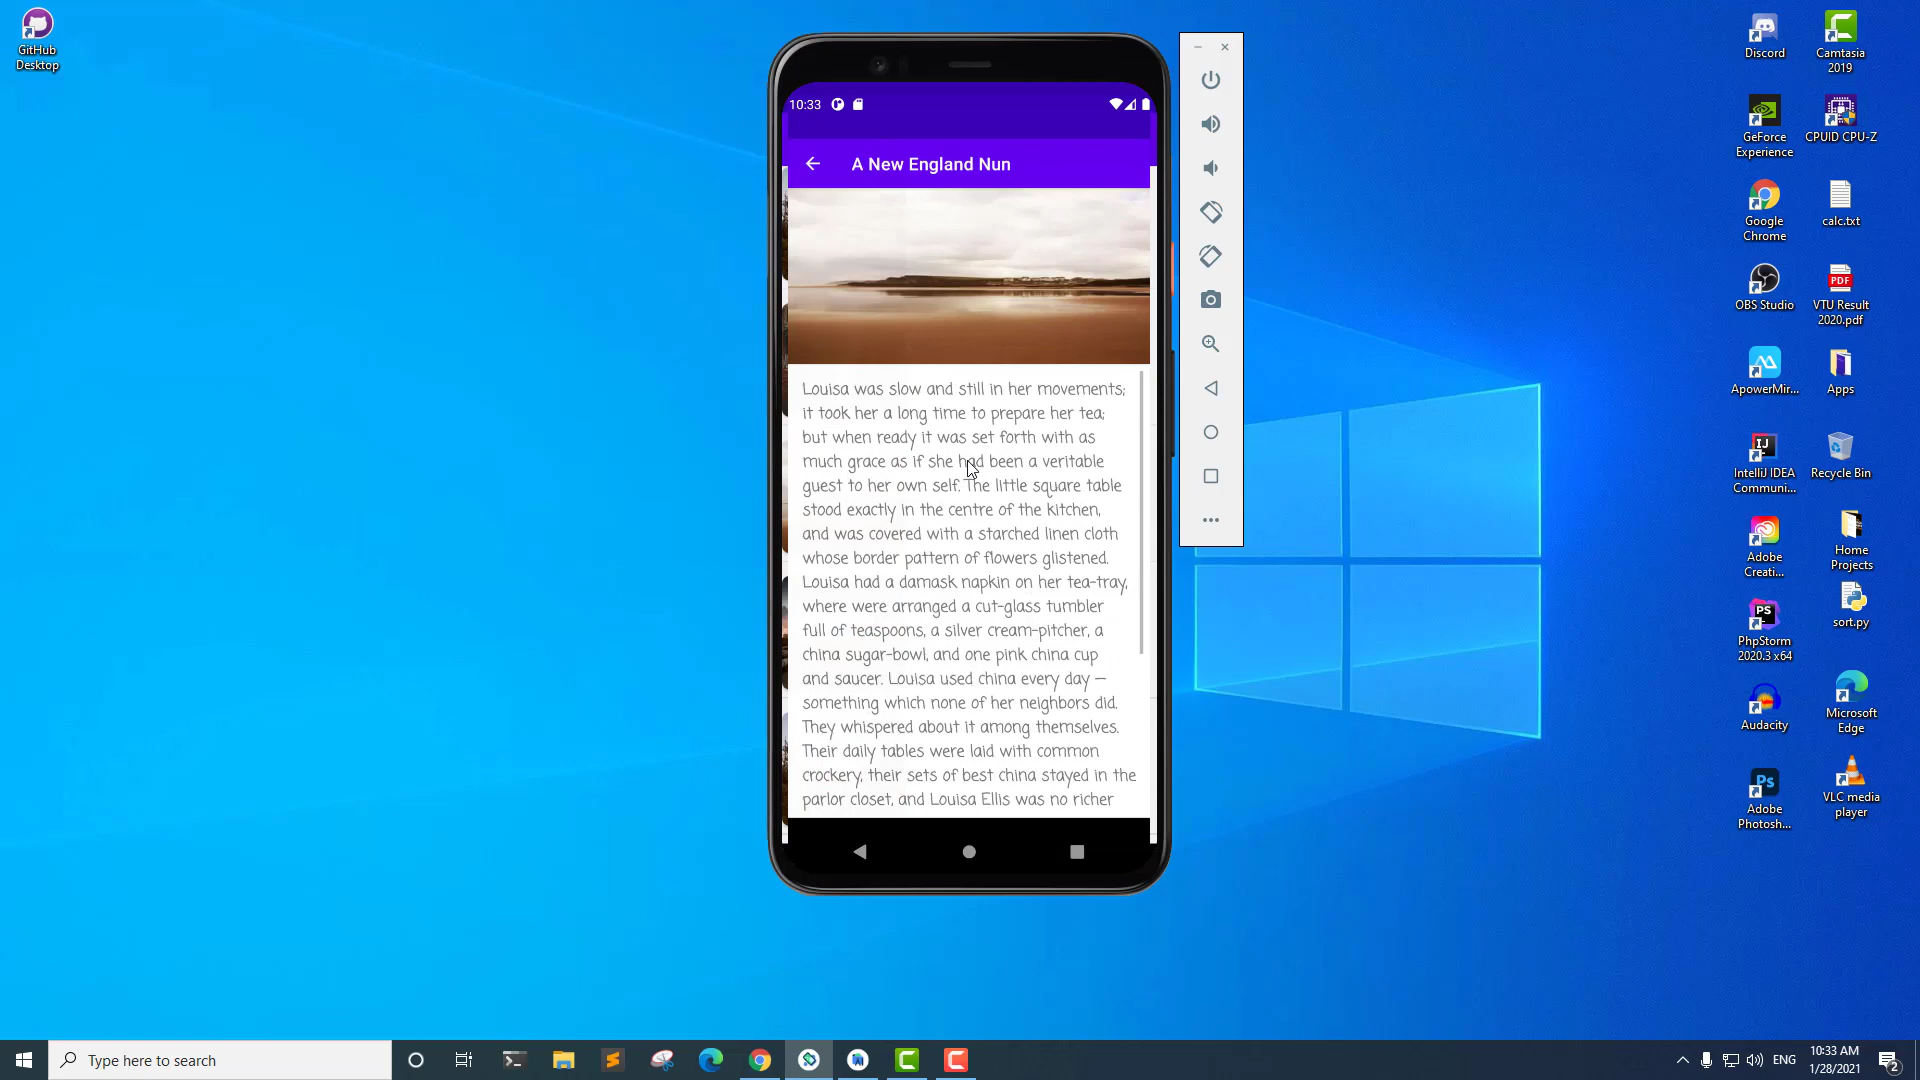 GitHub
Desktop
10:33
A New England Nun
Louisa was slow and still in her movements;
it took her a long time to prepare her tea;
but when ready it was set forth with as
much grace as if she had been a veritable
guest to her own self. The little square table
stood exactly in the centre of the kitchen,
and was covered with a starched linen cloth
whose border pattern of flowers glistened.
Louisa had a damask napkin on her tea-tray,
where were arranged a cut-glass tumbler
full of teaspoons, a silver cream-pitcher, a
china sugar-bowl, and one pink china cup
and saucer. Louisa used china every day —
something which none of her neighbors did.
They whispered about it among themselves.
Their daily tables were laid with common
crockery, their sets of best china stayed in the
parlor closet, and Louisa Ellis was no richer
Discord
Camtasia
2019
GeForce
Experience
CPUID CPU-Z
Google
Chrome
calc.txt
OBS Studio
PDF
VTU Result
2020.pdf
ApowerMir...
Apps
IJ
IntelliJ IDEA
Communi...
Recycle Bin
Adobe
Creati...
Home
Projects
PS
PhpStorm
2020.3 x64
sort.py
Audacity
Microsoft
Edge
Ps
Adobe
Photosh...
VLC media
player
Type here to search
ENG
10:33 AM
1/28/2021
2